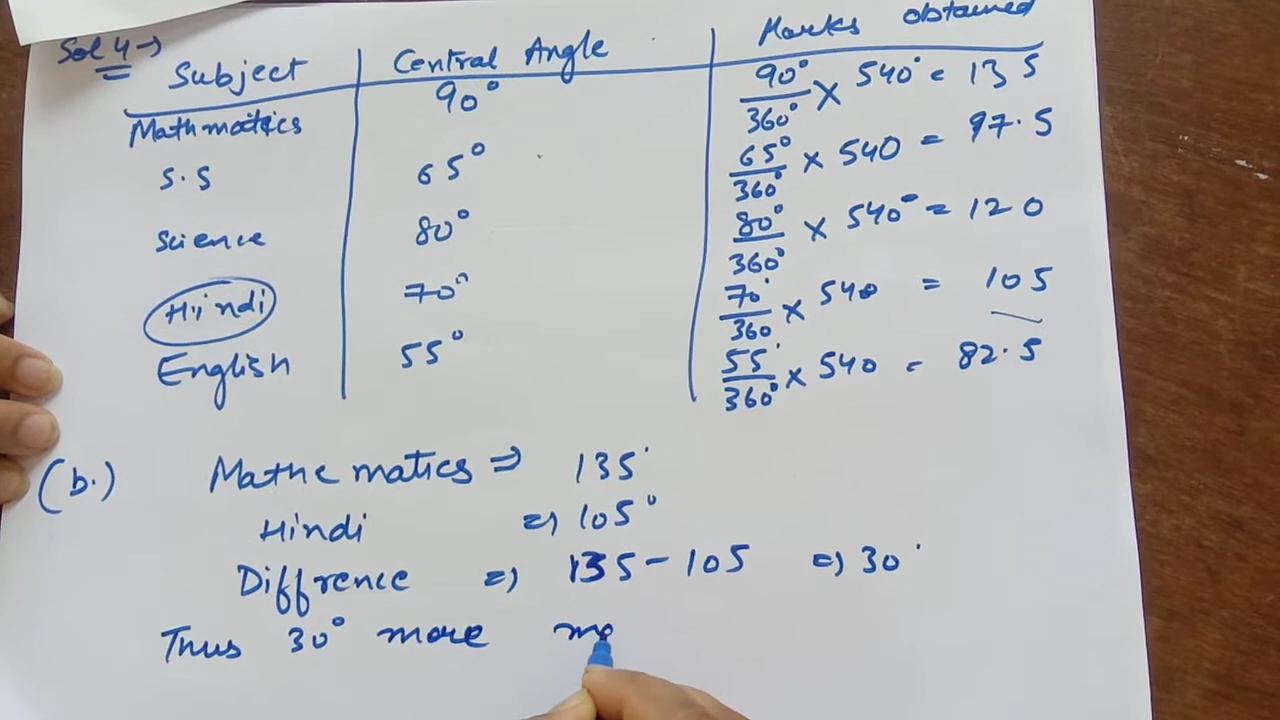 Sol 4→
Subject Central Angle Marks obtained
Mathmatics 90° 90°/360° × 540° = 135
S.S 65° 65°/360° × 540 = 97.5
Science 80° 80°/360° × 540° = 120
Hindi 70° 70°/360 × 540 = 105
English 55° 55°/360° × 540 = 82.5
(b.) Mathematics ⇒ 135°
Hindi ⇒ 105°
Diffrence ⇒ 135 - 105 ⇒ 30°
Thus 30° more